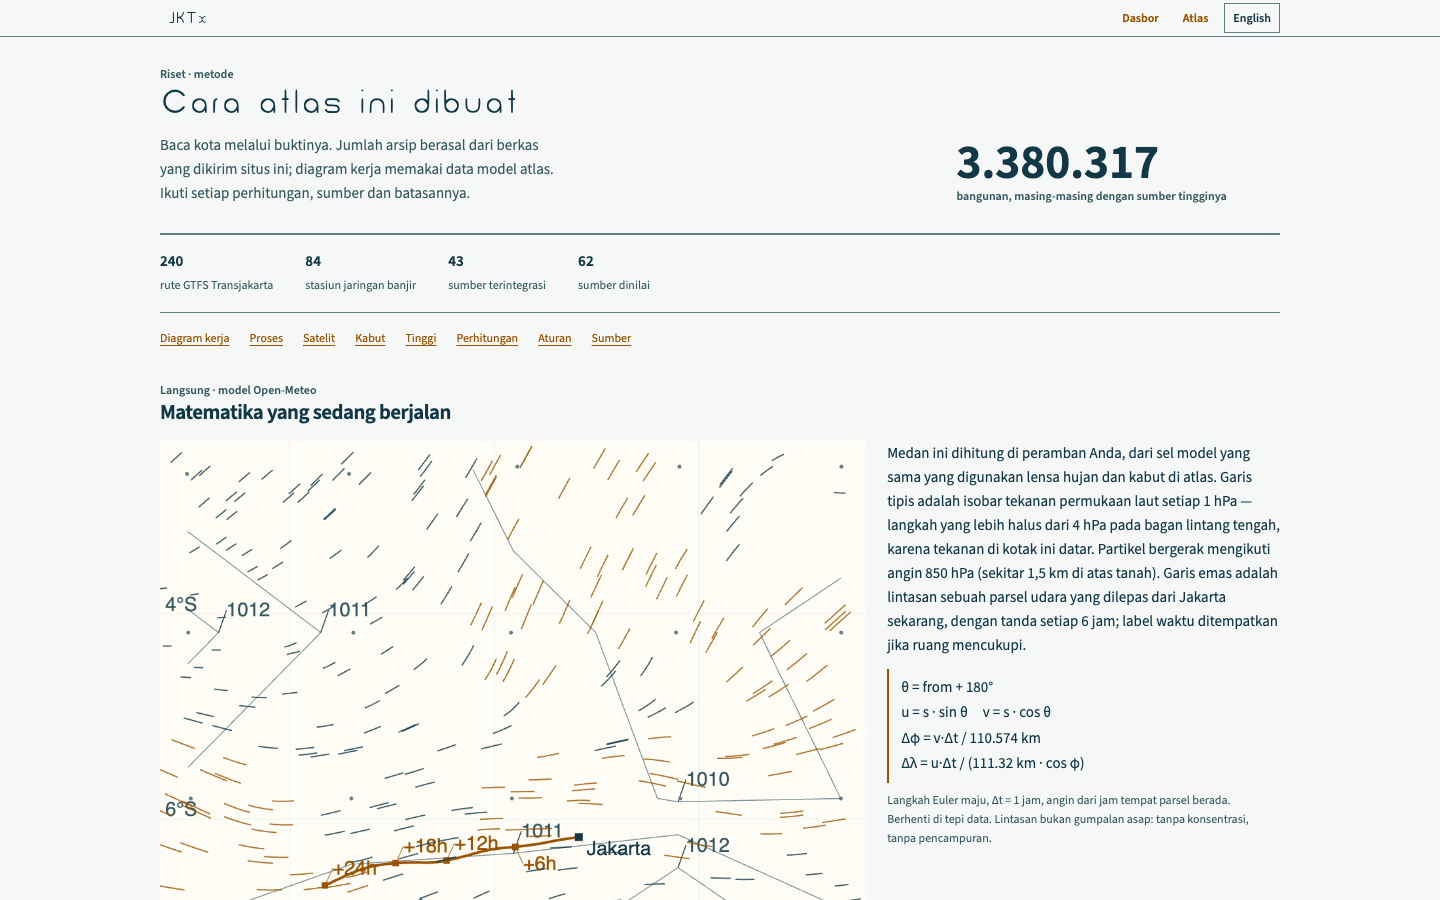 JKTx
Dasbor
Atlas
English
Riset · metode
Cara atlas ini dibuat
Baca kota melalui buktinya. Jumlah arsip berasal dari berkas
yang dikirim situs ini; diagram kerja memakai data model atlas.
Ikuti setiap perhitungan, sumber dan batasannya.
3.380.317
bangunan, masing-masing dengan sumber tingginya
240
rute GTFS Transjakarta
84
stasiun jaringan banjir
43
sumber terintegrasi
62
sumber dinilai
Diagram kerja
Proses
Satelit
Kabut
Tinggi
Perhitungan
Aturan
Sumber
Langsung · model Open-Meteo
Matematika yang sedang berjalan
4°S
1012
1011
6°S
1010
1011
1012
Jakarta
+6h
+12h
+18h
+24h
Medan ini dihitung di peramban Anda, dari sel model yang
sama yang digunakan lensa hujan dan kabut di atlas. Garis
tipis adalah isobar tekanan permukaan laut setiap 1 hPa —
langkah yang lebih halus dari 4 hPa pada bagan lintang tengah,
karena tekanan di kotak ini datar. Partikel bergerak mengikuti
angin 850 hPa (sekitar 1,5 km di atas tanah). Garis emas adalah
lintasan sebuah parsel udara yang dilepas dari Jakarta
sekarang, dengan tanda setiap 6 jam; label waktu ditempatkan
jika ruang mencukupi.
θ = from + 180°
u = s · sin θ  v = s · cos θ
Δφ = v·Δt / 110.574 km
Δλ = u·Δt / (111.32 km · cos φ)
Langkah Euler maju, Δt = 1 jam, angin dari jam tempat parsel berada.
Berhenti di tepi data. Lintasan bukan gumpalan asap: tanpa konsentrasi,
tanpa pencampuran.